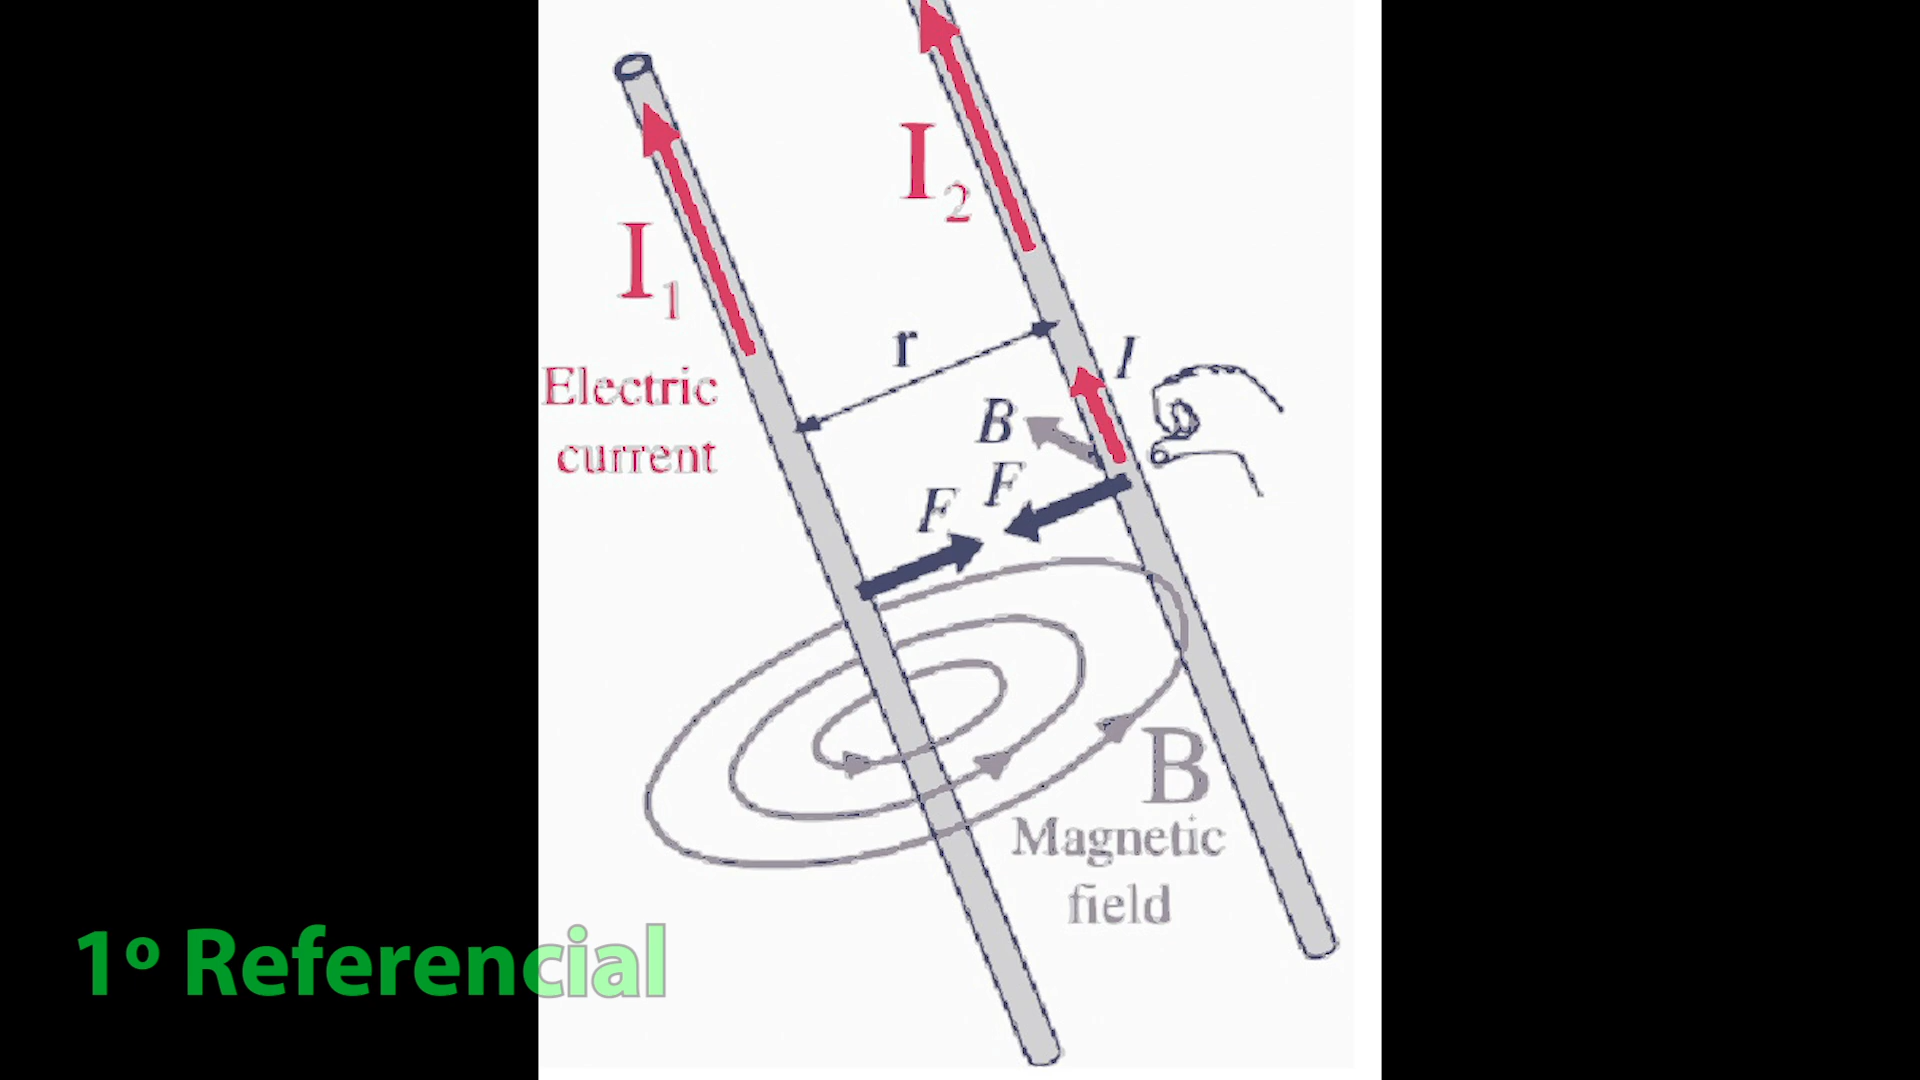 I2
I1
r
I
Electric
current
B
F
F
B
Magnetic
field
1º Referencial